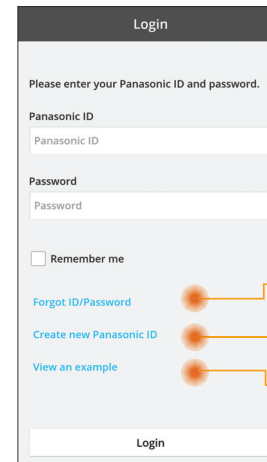 Login
Please enter your Panasonic ID and password.
Panasonic ID
Panasonic ID
Password
Password
Remember me
Forgot ID/Password
Create new Panasonic ID
View an example
Login